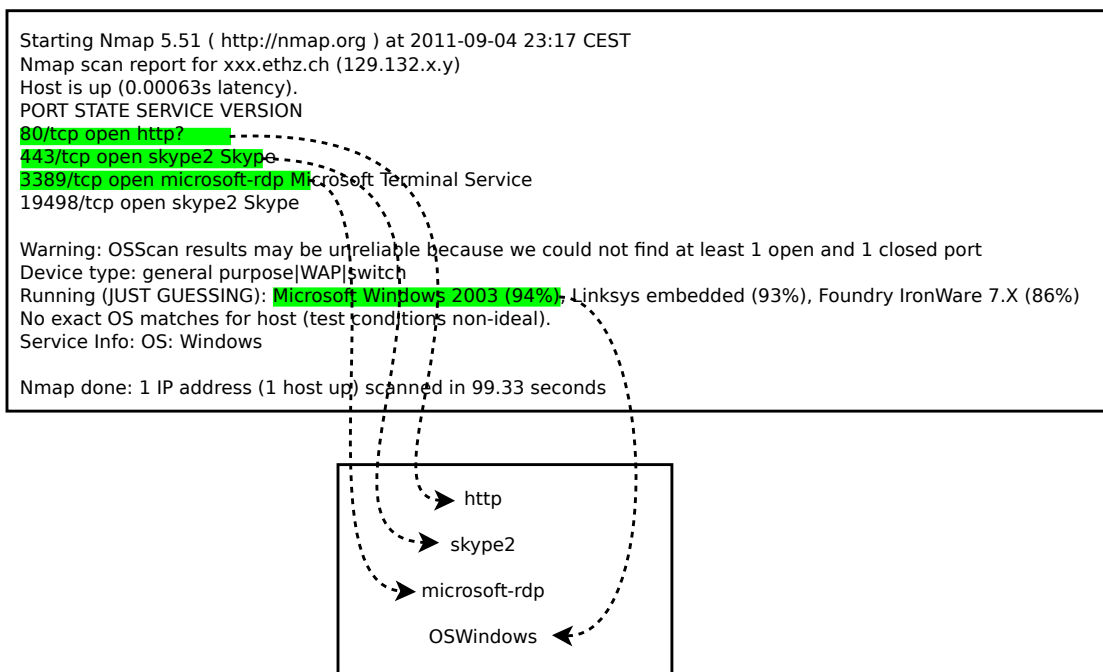 Starting Nmap 5.51 ( http://nmap.org ) at 2011-09-04 23:17 CEST
Nmap scan report for xxx.ethz.ch (129.132.x.y)
Host is up (0.00063s latency).
PORT STATE SERVICE VERSION
80/tcp open http?
443/tcp open skype2 Skype
3389/tcp open microsoft-rdp Microsoft Terminal Service
19498/tcp open skype2 Skype
Warning: OSScan results may be unreliable because we could not find at least 1 open and 1 closed port
Device type: general purpose|WAP|switch
Running (JUST GUESSING): Microsoft Windows 2003 (94%), Linksys embedded (93%), Foundry IronWare 7.X (86%)
No exact OS matches for host (test conditions non-ideal).
Service Info: OS: Windows
Nmap done: 1 IP address (1 host up) scanned in 99.33 seconds
http
skype2
microsoft-rdp
OSWindows